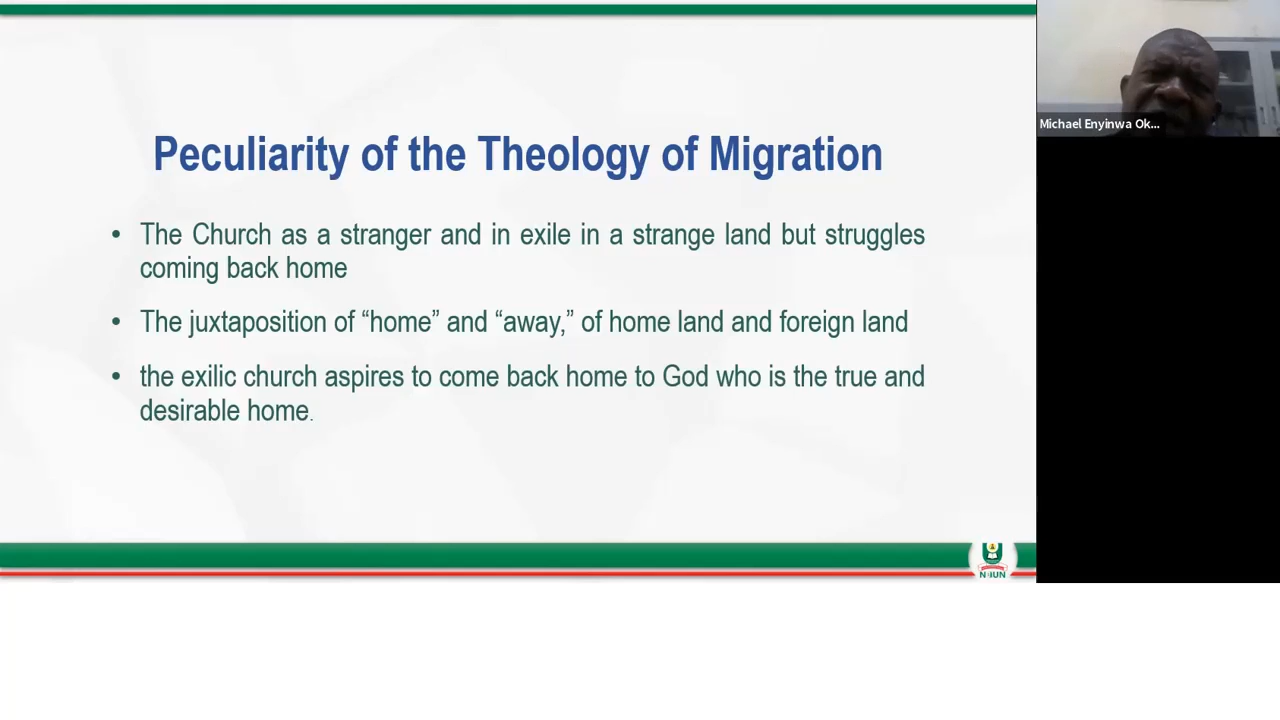 Peculiarity of the Theology of Migration
• The Church as a stranger and in exile in a strange land but struggles
coming back home
• The juxtaposition of “home” and “away,” of home land and foreign land
• the exilic church aspires to come back home to God who is the true and
desirable home.
Michael Enyinwa Ok...
NOUN